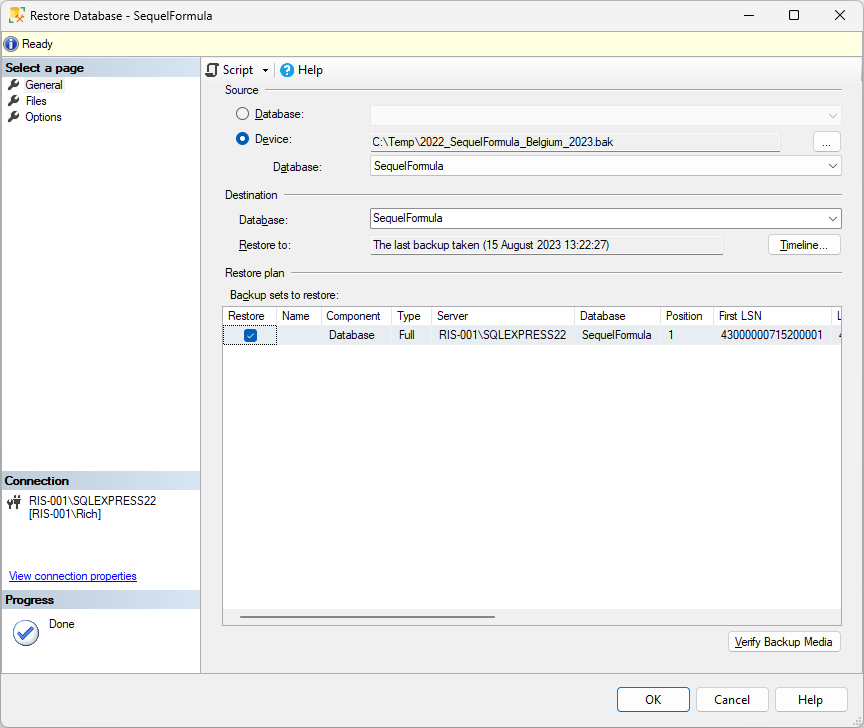 Restore Database - SequelFormula
Ready
Select a page
General
Files
Options
Script
Help
Source
Database:
Device:
C:\Temp\2022_SequelFormula_Belgium_2023.bak
...
Database:
SequelFormula
Destination
Database:
SequelFormula
Restore to:
The last backup taken (15 August 2023 13:22:27)
Timeline...
Restore plan
Backup sets to restore:
Restore Name Component Type Server Database Position First LSN L
Database Full RIS-001\SQLEXPRESS22 SequelFormula 1 43000000715200001 4
Connection
RIS-001\SQLEXPRESS22
[RIS-001\Rich]
View connection properties
Progress
Done
Verify Backup Media
OK Cancel Help